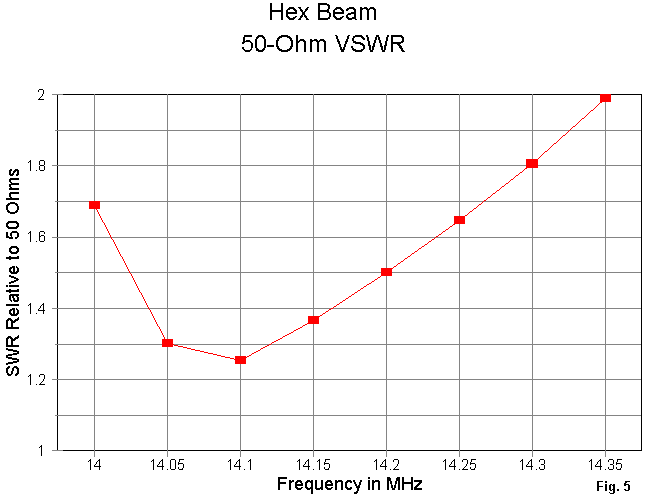 Hex Beam
50-Ohm VSWR
SWR Relative to 50 Ohms
2
1.8
1.6
1.4
1.2
1
14 14.05 14.1 14.15 14.2 14.25 14.3 14.35
Frequency in MHz
Fig. 5